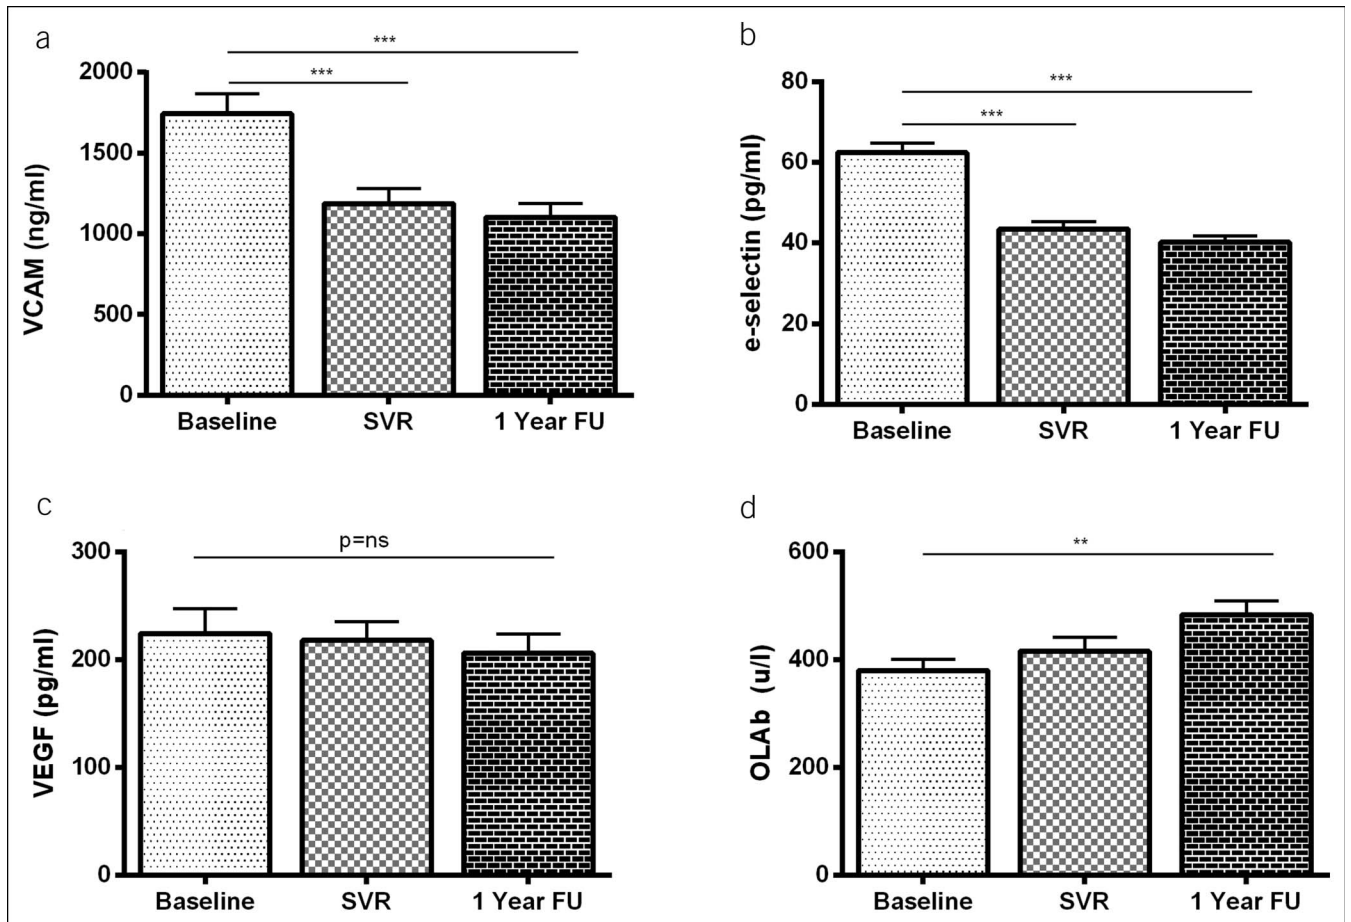 a
***
***
VCAM (ng/ml)
2000
1500
1000
500
0
Baseline SVR 1 Year FU
b
***
***
e-selectin (pg/ml)
80
60
40
20
0
Baseline SVR 1 Year FU
c
p=ns
VEGF (pg/ml)
300
200
100
0
Baseline SVR 1 Year FU
d
**
OLAb (u/l)
600
400
200
0
Baseline SVR 1 Year FU